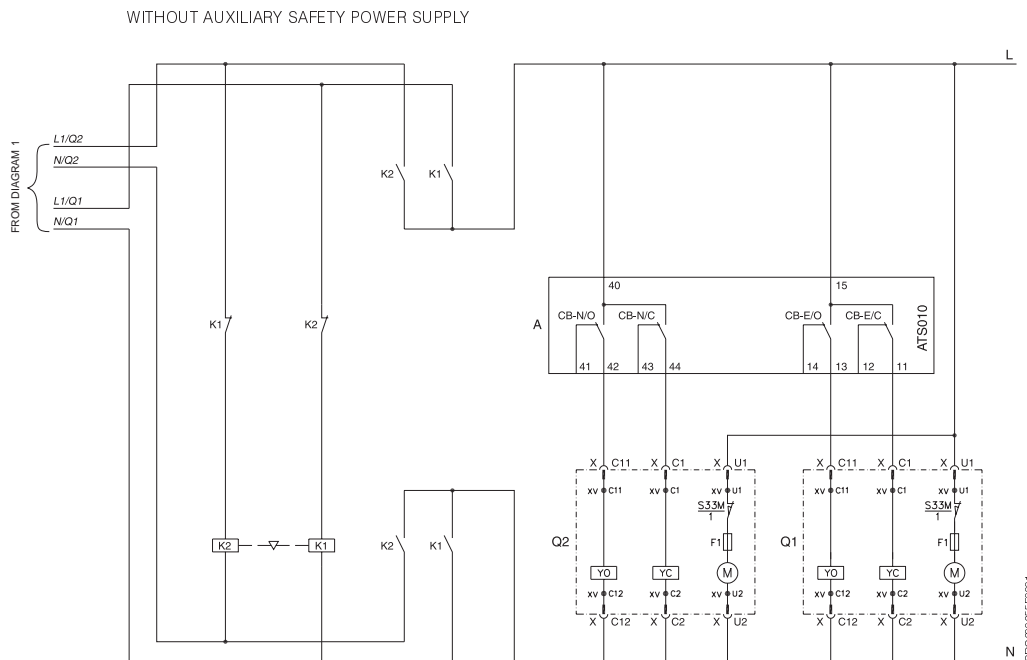 WITHOUT AUXILIARY SAFETY POWER SUPPLY
L
FROM DIAGRAM 1
L1/Q2
N/Q2
L1/Q1
N/Q1
K2 K1
40 15
A
CB-N/O CB-N/C CB-E/O CB-E/C
ATS010
K1 K2
41 42 43 44 14 13 12 11
X C11 X C1 X U1 X C11 X C1 X U1
XV C11 XV C1 XV U1 XV C11 XV C1 XV U1
S33M
1
S33M
1
Q2 F1 Q1 F1
K2 K1 K2 K1
YO YC M YO YC M
XV C12 XV C2 XV U2 XV C12 XV C2 XV U2
X C12 X C2 X U2 X C12 X C2 X U2
N